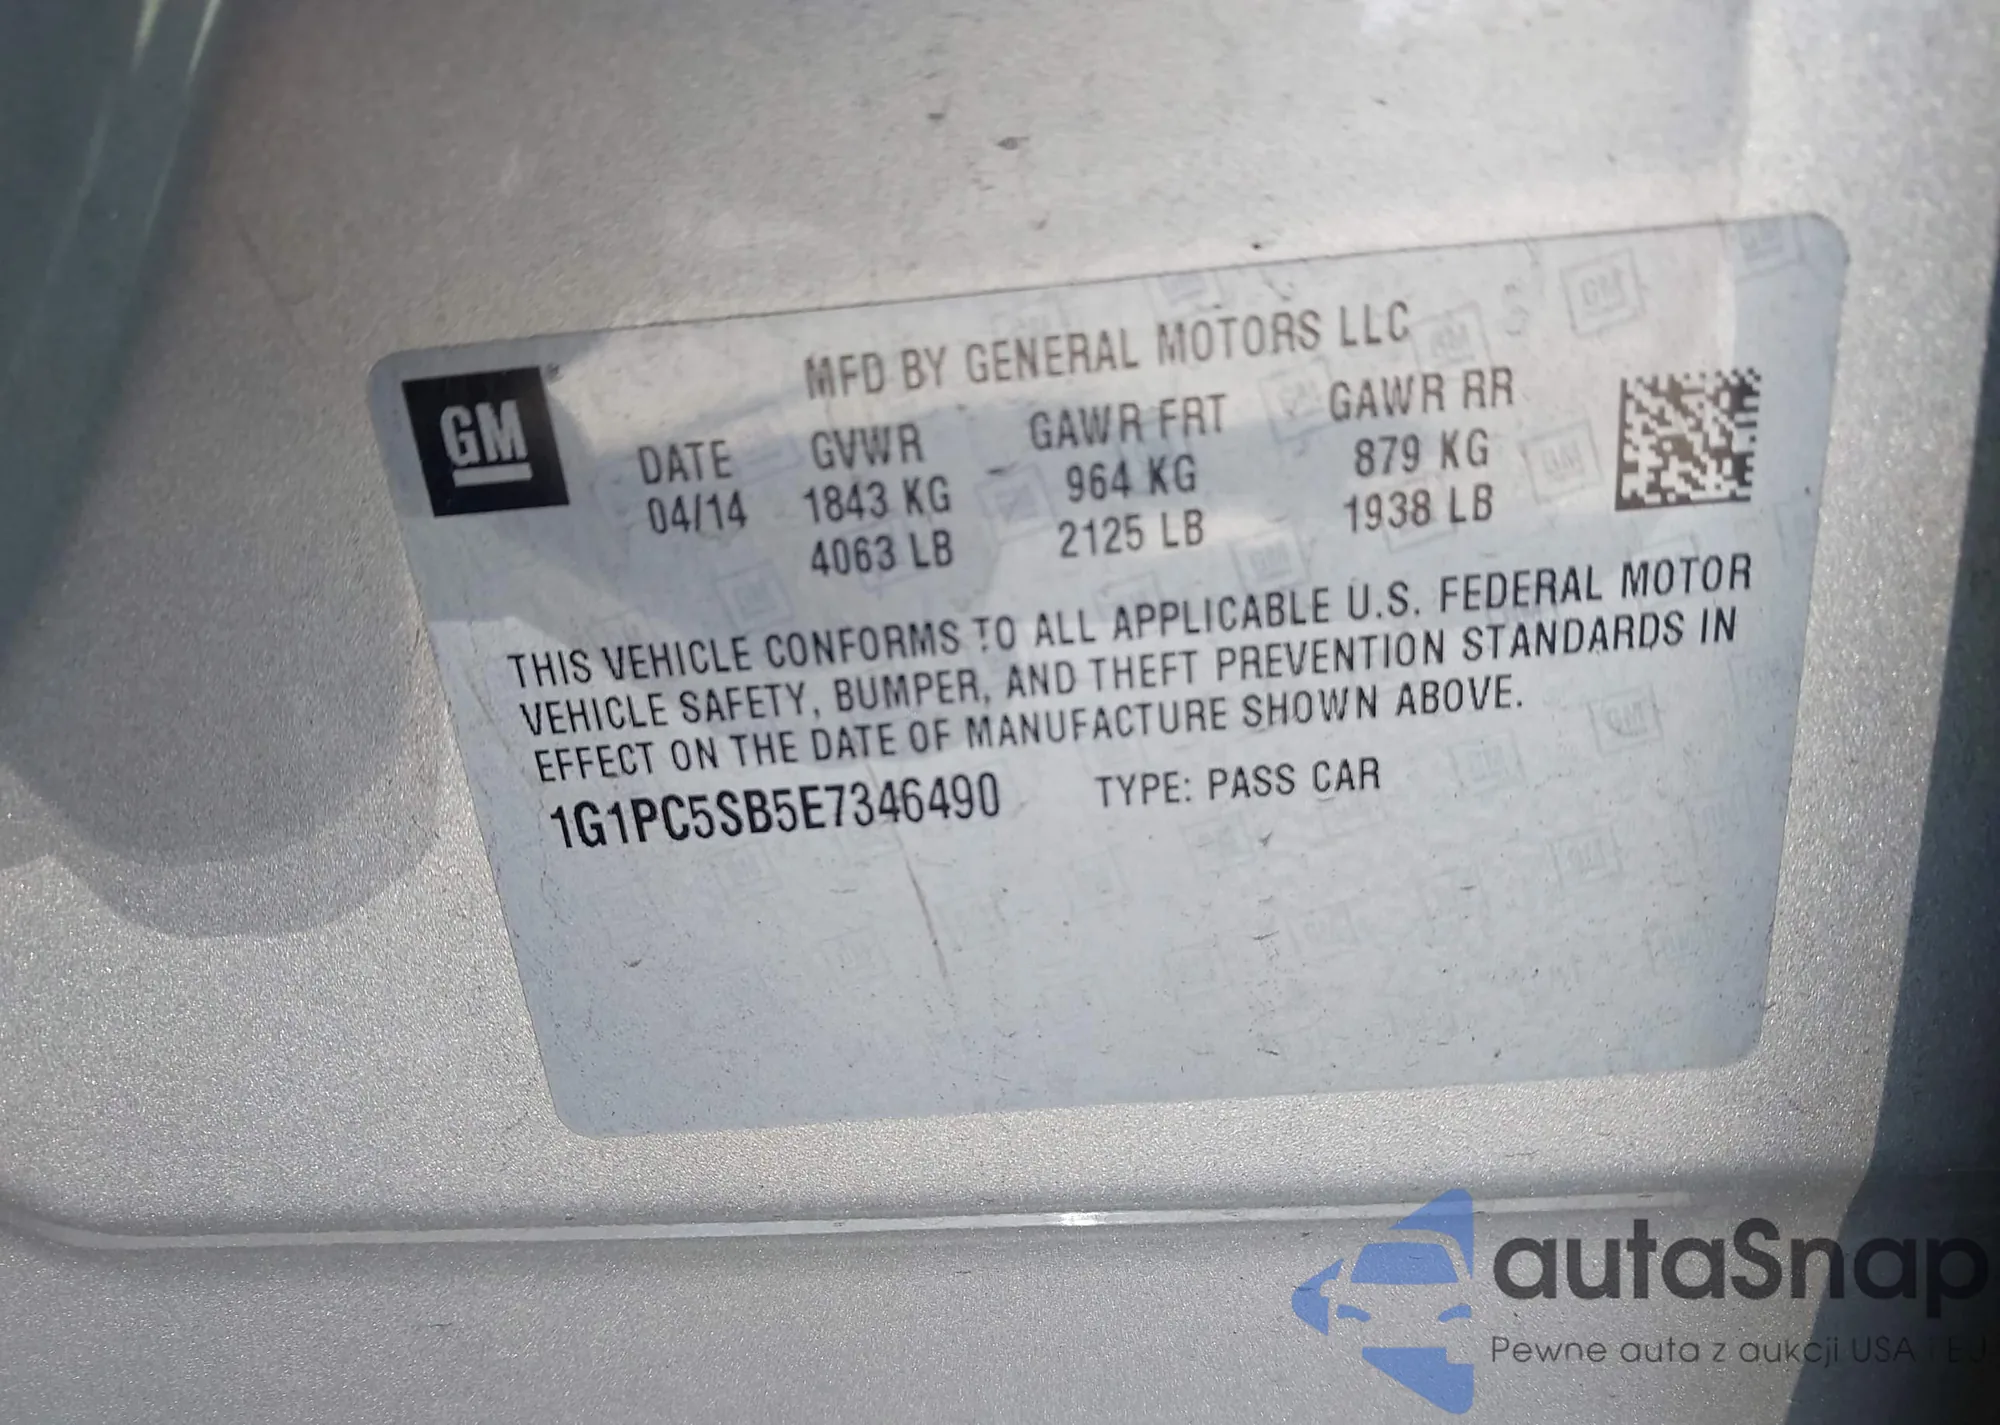 GM
MFD BY GENERAL MOTORS LLC
DATE GVWR GAWR FRT GAWR RR
04/14 1843 KG 964 KG 879 KG
4063 LB 2125 LB 1938 LB
THIS VEHICLE CONFORMS TO ALL APPLICABLE U.S. FEDERAL MOTOR
VEHICLE SAFETY, BUMPER, AND THEFT PREVENTION STANDARDS IN
EFFECT ON THE DATE OF MANUFACTURE SHOWN ABOVE.
1G1PC5SB5E7346490 TYPE: PASS CAR
autaSnap
Pewne auta z aukcji USA i EU